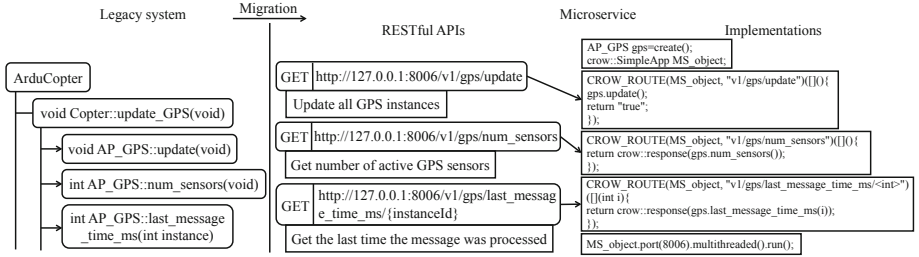 Legacy system
Migration
Microservice
RESTful APIs
Implementations
ArduCopter
void Copter::update_GPS(void)
void AP_GPS::update(void)
int AP_GPS::num_sensors(void)
int AP_GPS::last_message
_time_ms(int instance)
GET http://127.0.0.1:8006/v1/gps/update
Update all GPS instances
GET http://127.0.0.1:8006/v1/gps/num_sensors
Get number of active GPS sensors
GET http://127.0.0.1:8006/v1/gps/last_messag
e_time_ms/{instanceId}
Get the last time the message was processed
AP_GPS gps=create();
crow::SimpleApp MS_object;
CROW_ROUTE(MS_object, "v1/gps/update")([](){
gps.update();
return "true";
});
CROW_ROUTE(MS_object, "v1/gps/num_sensors")([](){
return crow::response(gps.num_sensors());
});
CROW_ROUTE(MS_object, "v1/gps/last_message_time_ms/<int>")
([](int i){
return crow::response(gps.last_message_time_ms(i));
});
MS_object.port(8006).multithreaded().run();